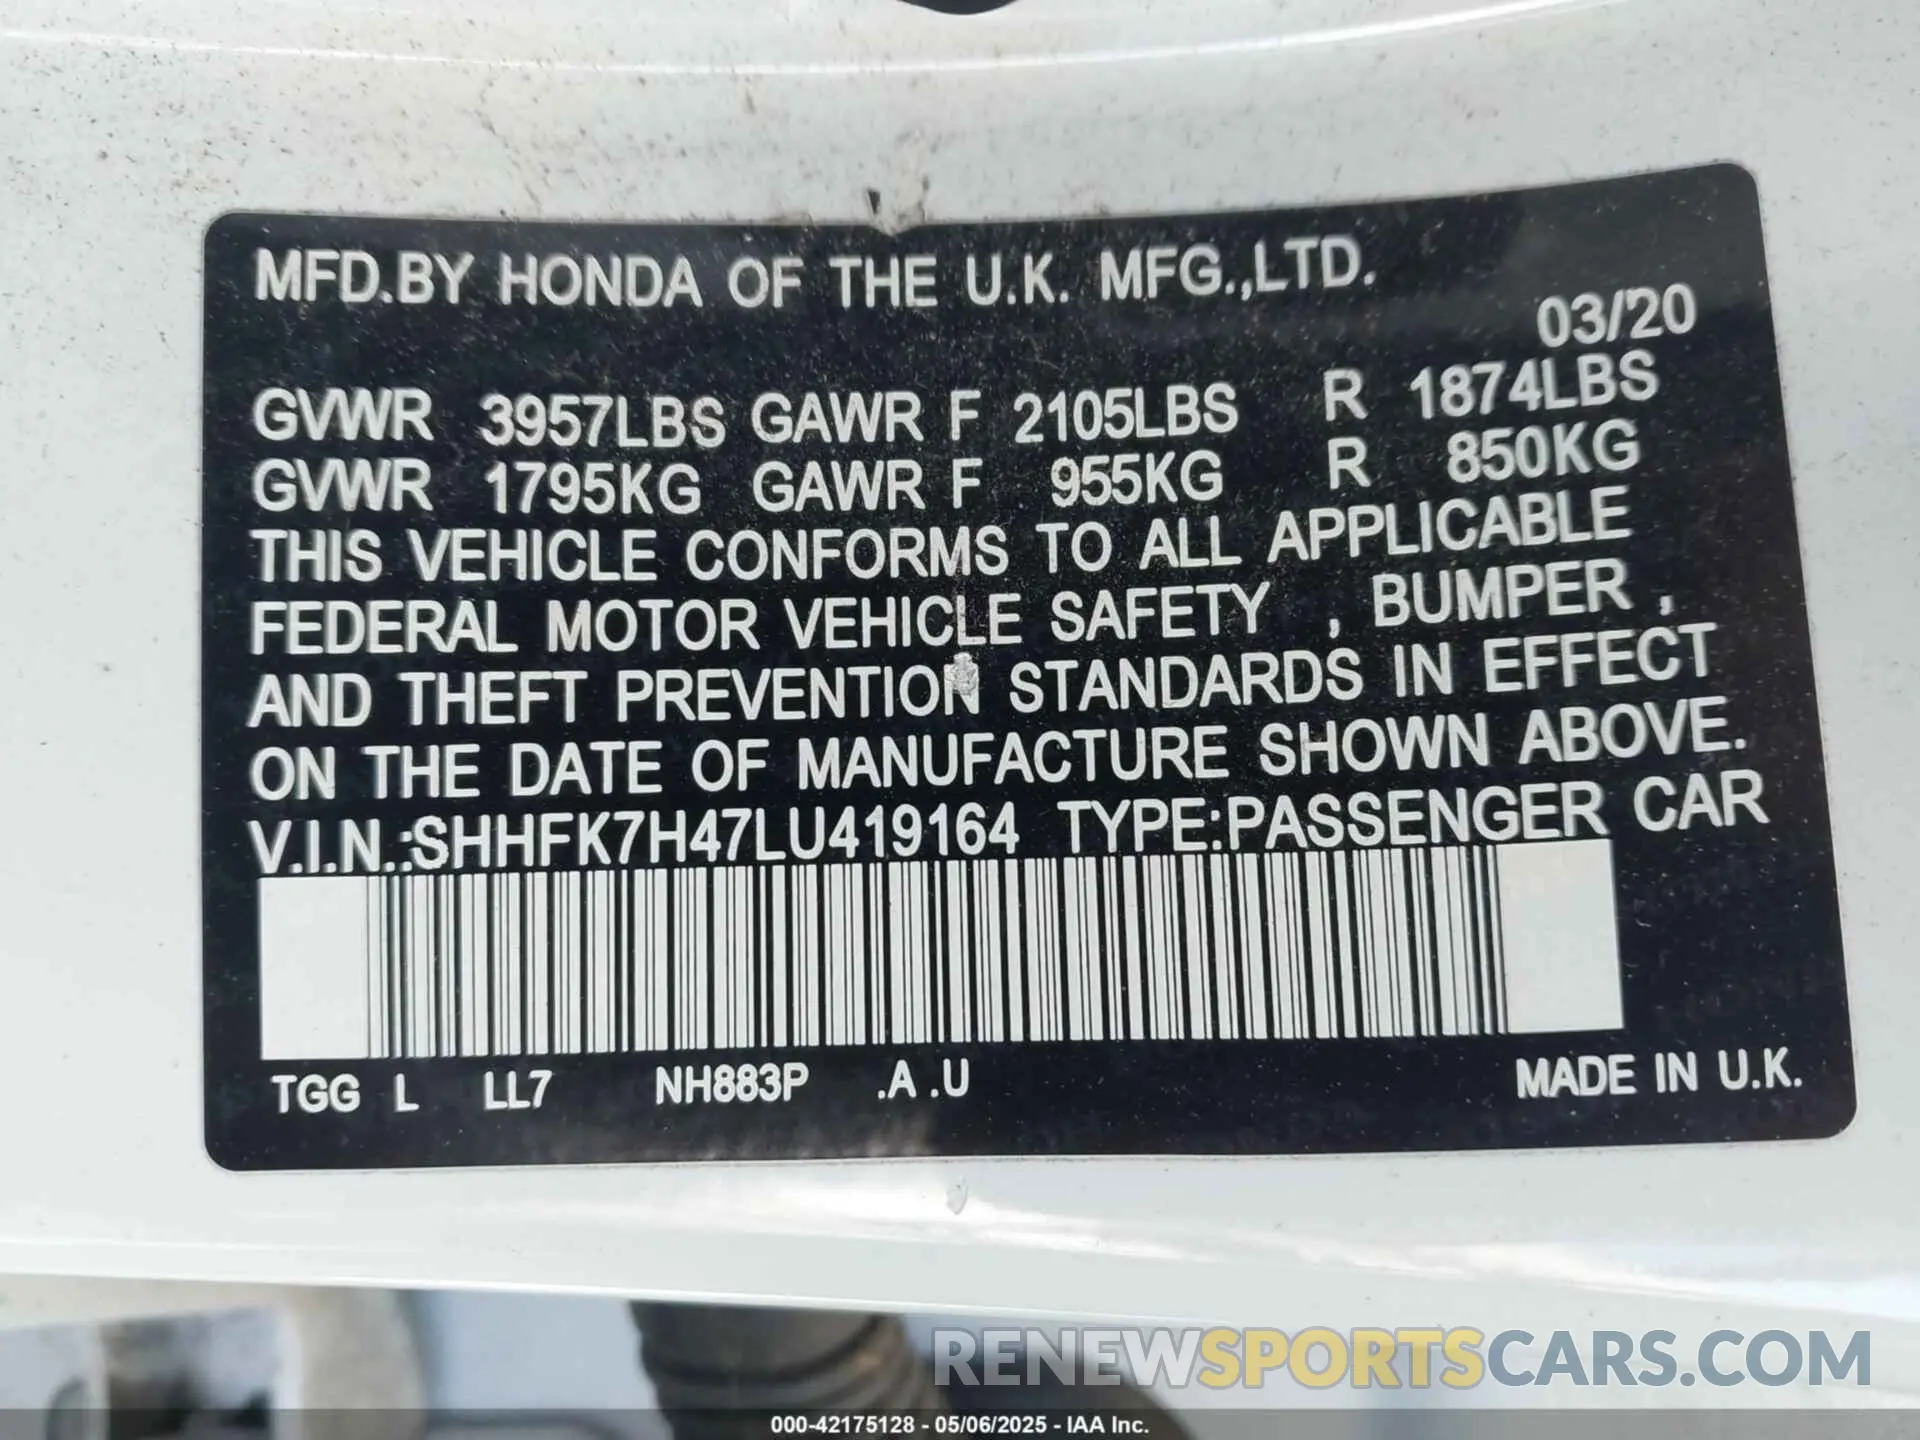 MFD.BY HONDA OF THE U.K. MFG.,LTD.
03/20
GVWR 3957LBS GAWR F 2105LBS R 1874LBS
GVWR 1795KG GAWR F 955KG R 850KG
THIS VEHICLE CONFORMS TO ALL APPLICABLE
FEDERAL MOTOR VEHICLE SAFETY , BUMPER ,
AND THEFT PREVENTION STANDARDS IN EFFECT
ON THE DATE OF MANUFACTURE SHOWN ABOVE.
V.I.N.:SHHFK7H47LU419164 TYPE:PASSENGER CAR
TGG L LL7 NH883P .A .U MADE IN U.K.
RENEWSPORTSCARS.COM
000-42175128 - 05/06/2025 - IAA Inc.